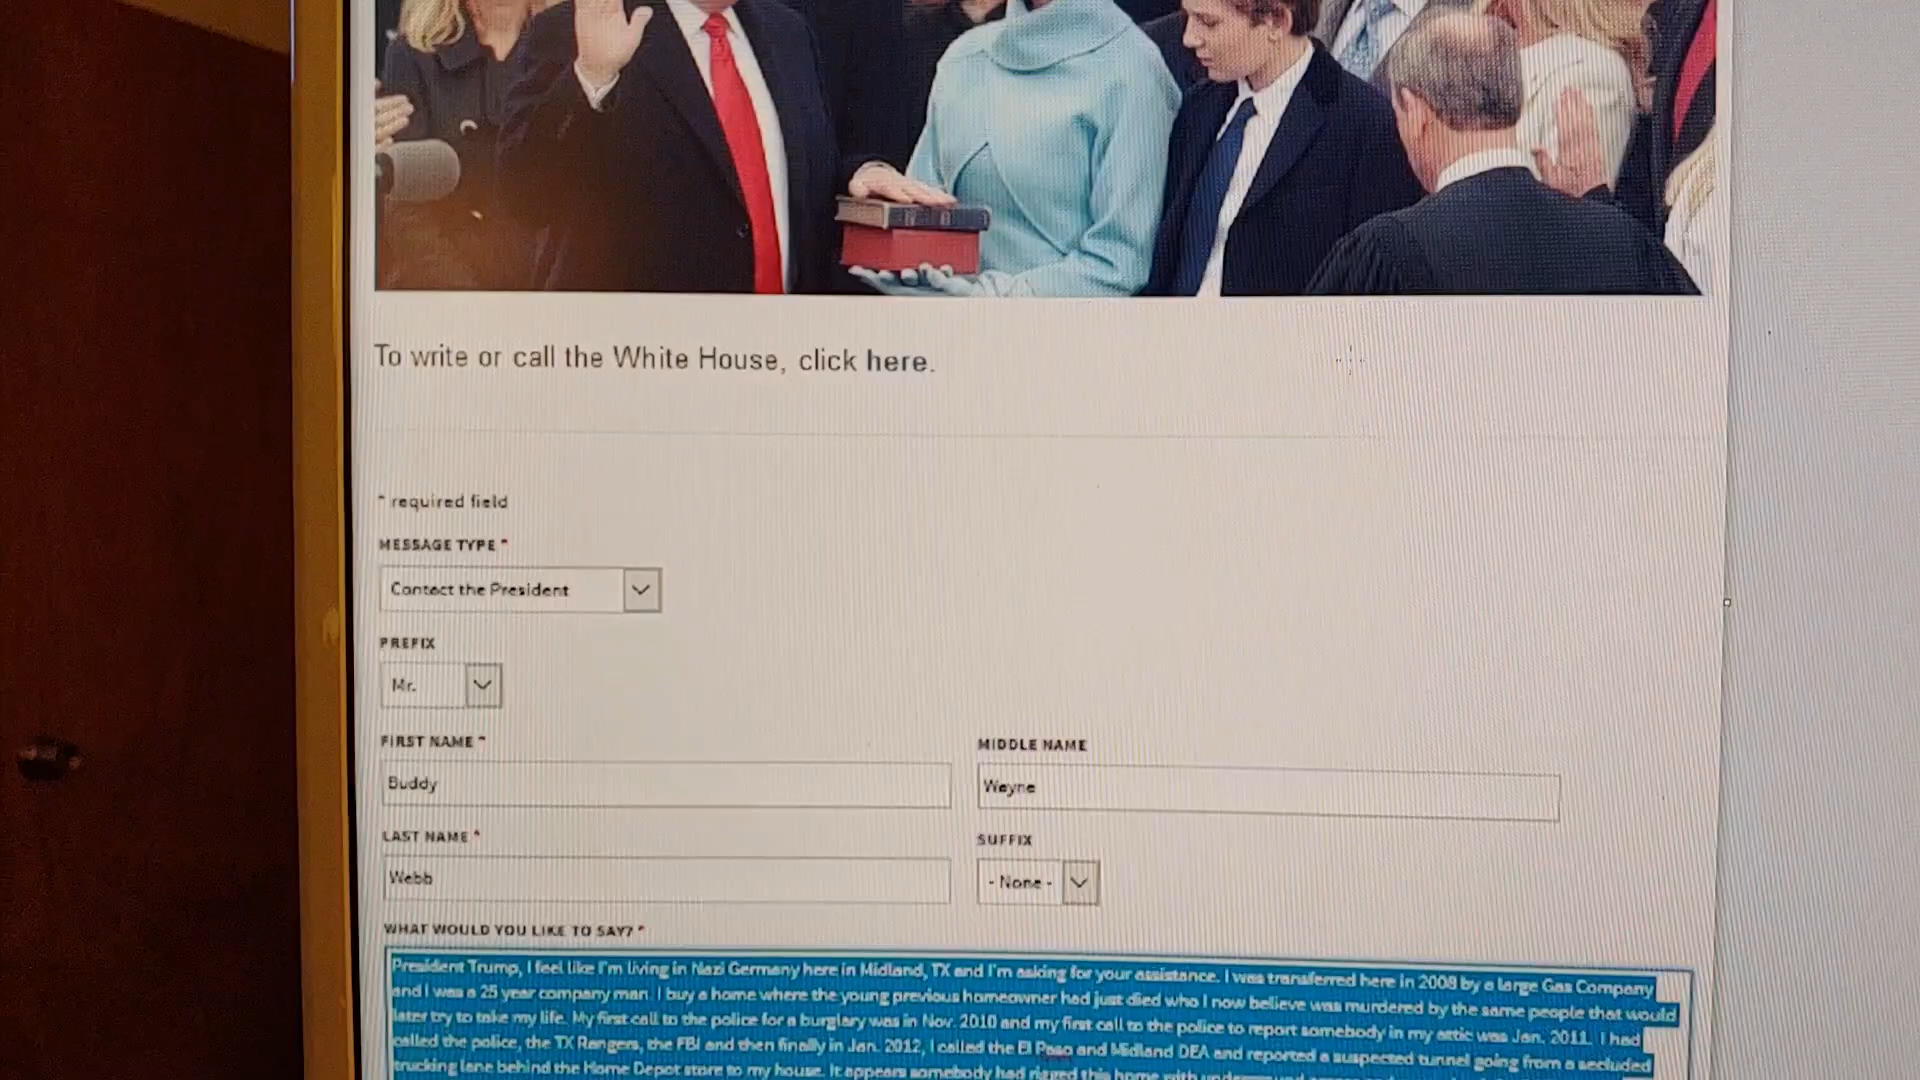 To write or call the White House, click here.
* required field
MESSAGE TYPE *
Contact the President
PREFIX
Mr.
FIRST NAME *
MIDDLE NAME
Buddy
Wayne
LAST NAME *
SUFFIX
Webb
- None -
WHAT WOULD YOU LIKE TO SAY? *
President Trump, I feel like I'm living in Nazi Germany here in Midland, TX and I'm asking for your assistance. I was transferred here in 2008 by a large Gas Company
and I was a 25 year company man. I buy a home where the young previous homeowner had just died who I now believe was murdered by the same people that would
later try to take my life. My first call to the police for a burglary was in Nov. 2010 and my first call to the police to report somebody in my attic was Jan. 2011. I had
called the police, the TX Rangers, the FBI and then finally in Jan. 2012, I called the El Paso and Midland DEA and reported a suspected tunnel going from a secluded
trucking lane behind the Home Depot store to my house. It appears somebody had rigged this home with